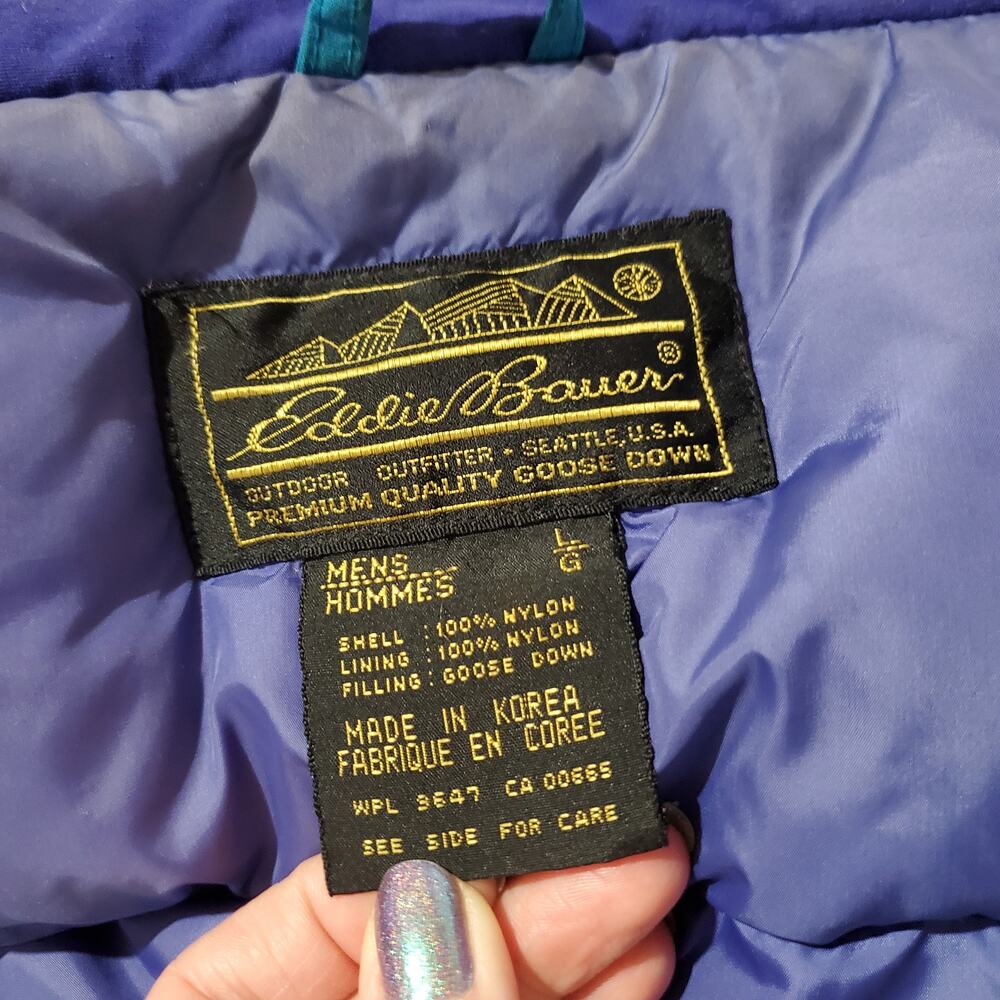 Eddie Bauer®
OUTDOOR OUTFITTER • SEATTLE, U.S.A.
PREMIUM QUALITY GOOSE DOWN
MENS L
HOMMES G
SHELL : 100% NYLON
LINING : 100% NYLON
FILLING : GOOSE DOWN
MADE IN KOREA
FABRIQUE EN COREE
WPL 3647 CA 00665
SEE SIDE FOR CARE